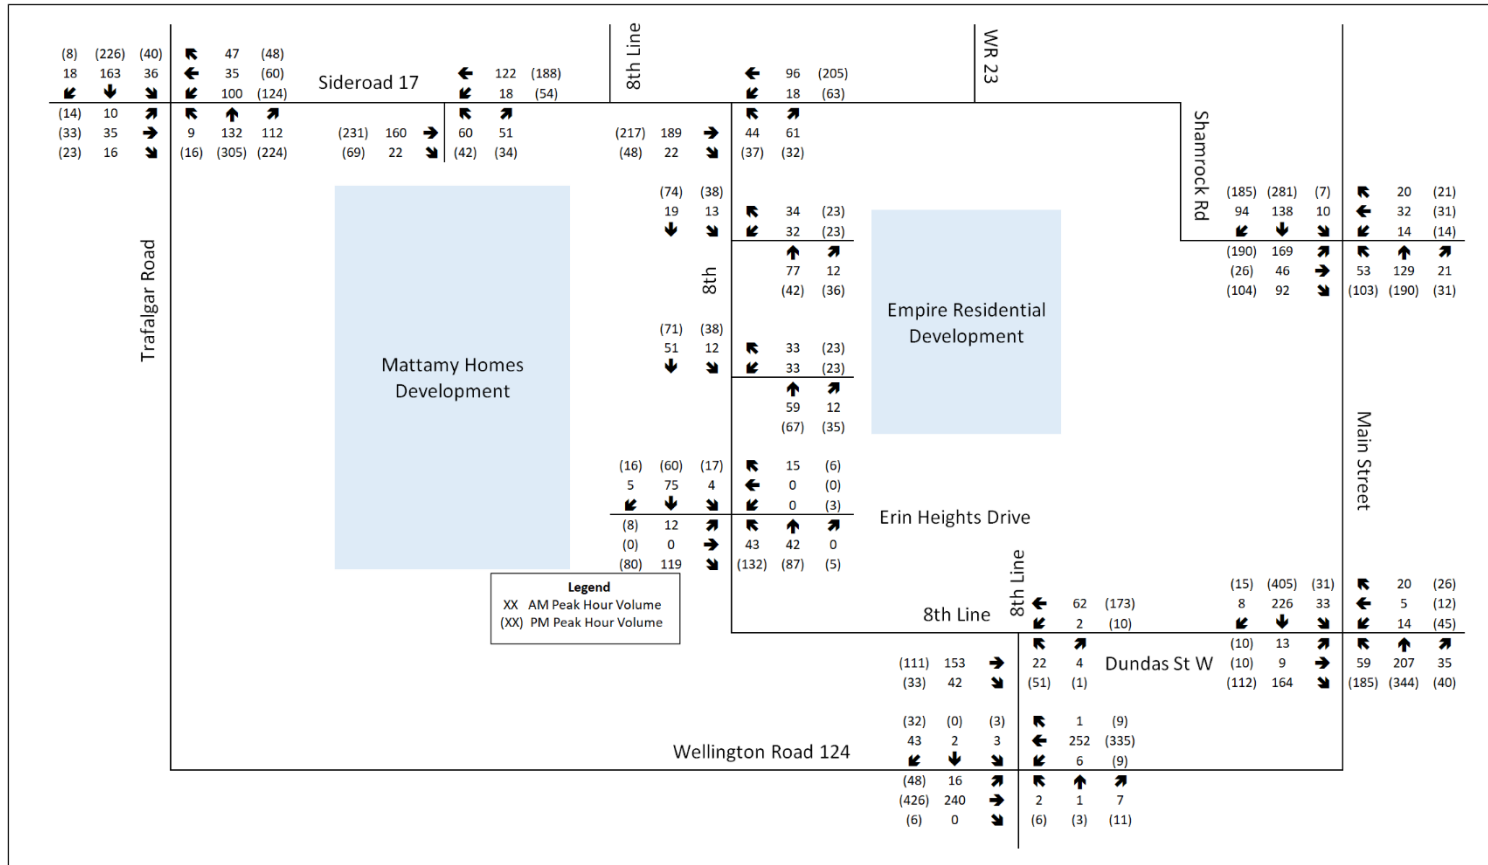 (8) (226) (40) 47 (48)
18 163 36 35 (60)
100 (124)
(14) 10
(33) 35 9 132 112
(23) 16 (16) (305) (224)
Sideroad 17
122 (188)
18 (54)
(231) 160 60 51
(69) 22 (42) (34)
8th Line
96 (205)
18 (63)
(217) 189 44 61
(48) 22 (37) (32)
WR 23
Shamrock Rd
(185) (281) (7) 20 (21)
94 138 10 32 (31)
14 (14)
(190) 169
(26) 46 53 129 21
(104) 92 (103) (190) (31)
(74) (38)
19 13 34 (23)
32 (23)
77 12
(42) (36)
8th
Trafalgar Road
Mattamy Homes
Development
Empire Residential
Development
(71) (38)
51 12 33 (23)
33 (23)
59 12
(67) (35)
Main Street
(16) (60) (17) 15 (6)
5 75 4 0 (0)
0 (3)
(8) 12
(0) 0 43 42 0
(80) 119 (132) (87) (5)
Erin Heights Drive
Legend
XX AM Peak Hour Volume
(XX) PM Peak Hour Volume
8th Line
8th Line
62 (173)
2 (10)
(111) 153 22 4
(33) 42 (51) (1)
Dundas St W
(15) (405) (31) 20 (26)
8 226 33 5 (12)
14 (45)
(10) 13
(10) 9 59 207 35
(112) 164 (185) (344) (40)
Wellington Road 124
(32) (0) (3) 1 (9)
43 2 3 252 (335)
6 (9)
(48) 16
(426) 240 2 1 7
(6) 0 (6) (3) (11)